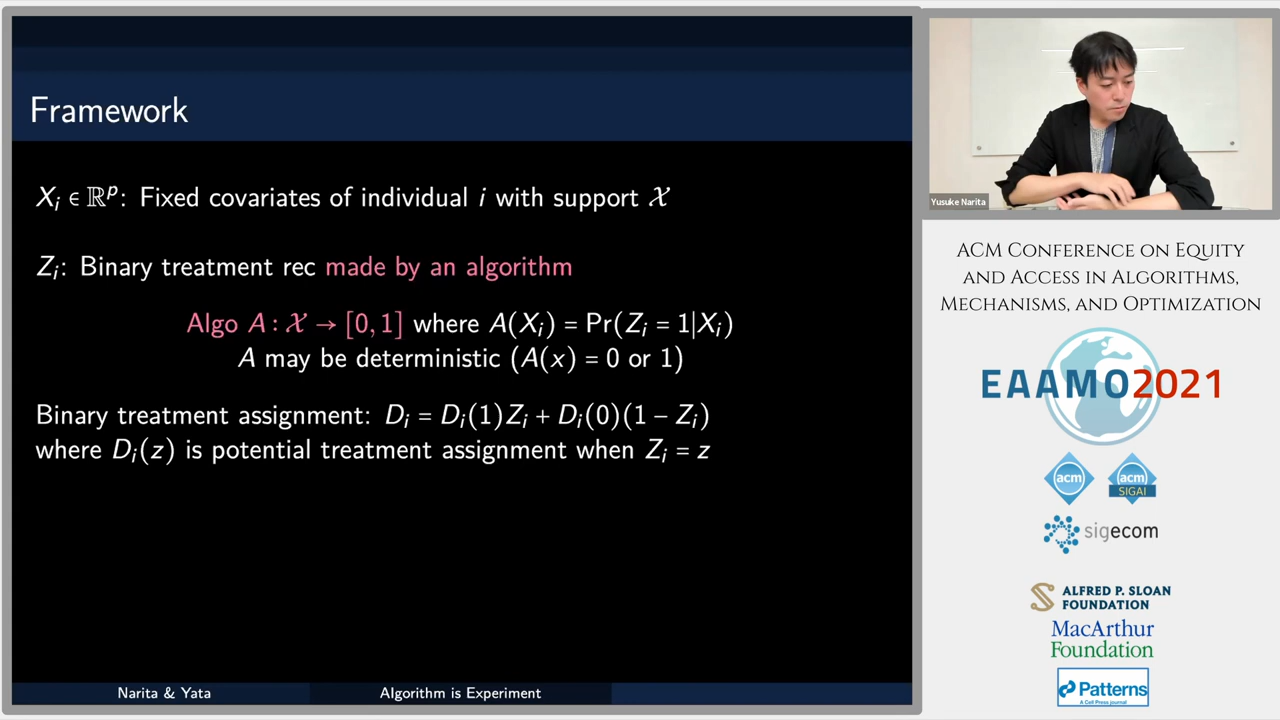 Framework
Xᵢ ∈ ℝᵖ: Fixed covariates of individual i with support 𝒳
Zᵢ: Binary treatment rec made by an algorithm
Algo A : 𝒳 → [0, 1] where A(Xᵢ) = Pr(Zᵢ = 1|Xᵢ)
A may be deterministic (A(x) = 0 or 1)
Binary treatment assignment: Dᵢ = Dᵢ(1)Zᵢ + Dᵢ(0)(1 − Zᵢ)
where Dᵢ(z) is potential treatment assignment when Zᵢ = z
Narita & Yata
Algorithm is Experiment
Yusuke Narita
ACM Conference on Equity
and Access in Algorithms,
Mechanisms, and Optimization
EAAMO2021
acm
acm
SIGAI
sigecom
ALFRED P. SLOAN
FOUNDATION
MacArthur
Foundation
Patterns
A Cell Press journal